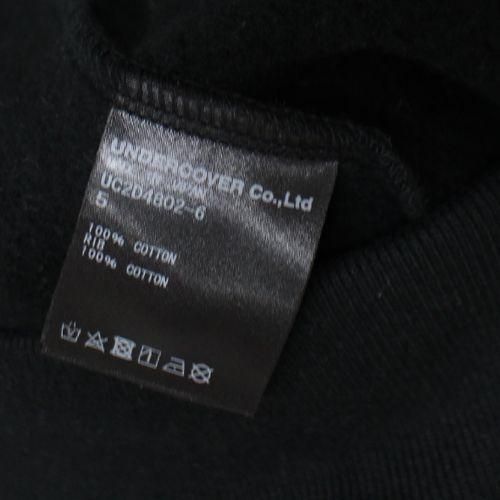 UNDERCOVER Co.,Ltd
UC2D4802-6
5
100% COTTON
RIB
100% COTTON